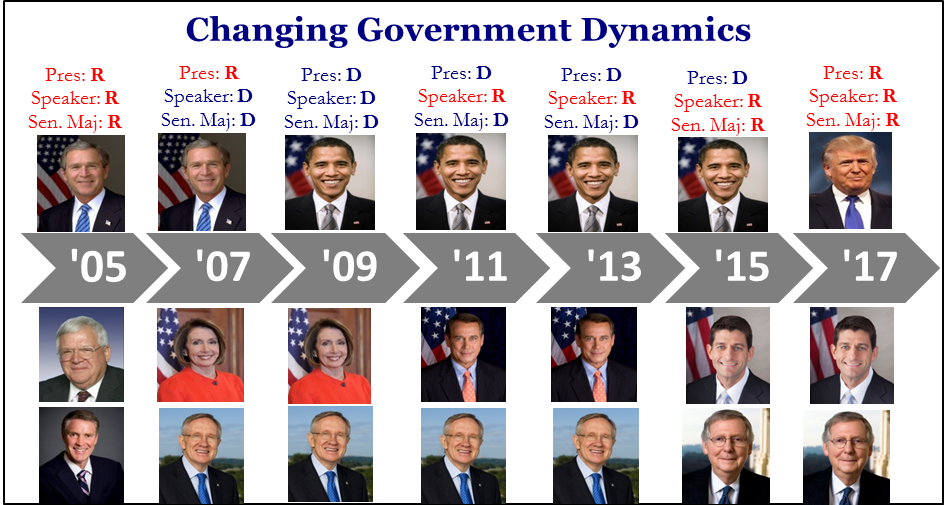 Changing Government Dynamics
Pres: R
Speaker: R
Sen. Maj: R
Pres: R
Speaker: D
Sen. Maj: D
Pres: D
Speaker: D
Sen. Maj: D
Pres: D
Speaker: R
Sen. Maj: D
Pres: D
Speaker: R
Sen. Maj: D
Pres: D
Speaker: R
Sen. Maj: R
Pres: R
Speaker: R
Sen. Maj: R
'05
'07
'09
'11
'13
'15
'17